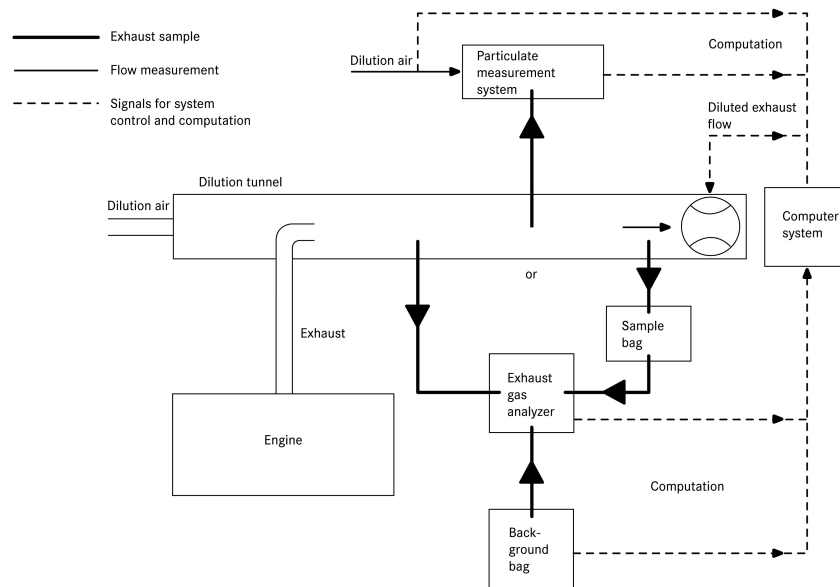 Exhaust sample
Flow measurement
Signals for system
control and computation
Dilution air
Particulate
measurement
system
Computation
Diluted exhaust
flow
Dilution tunnel
Dilution air
Computer
system
or
Exhaust
Sample
bag
Exhaust
gas
analyzer
Engine
Computation
Back-
ground
bag